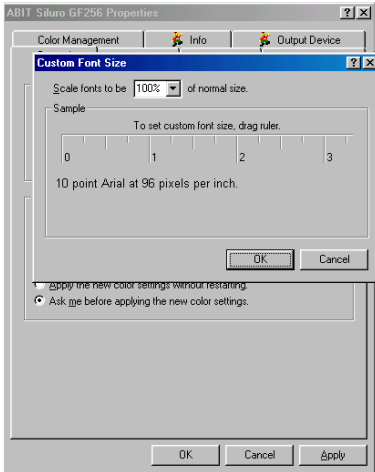 ABIT Siluro GF256 Properties
Color Management
Info
Output Device
Custom Font Size
Scale fonts to be 100% of normal size.
Sample
To set custom font size, drag ruler.
0 1 2 3
10 point Arial at 96 pixels per inch.
OK Cancel
Apply the new color settings without restarting.
Ask me before applying the new color settings.
OK Cancel Apply